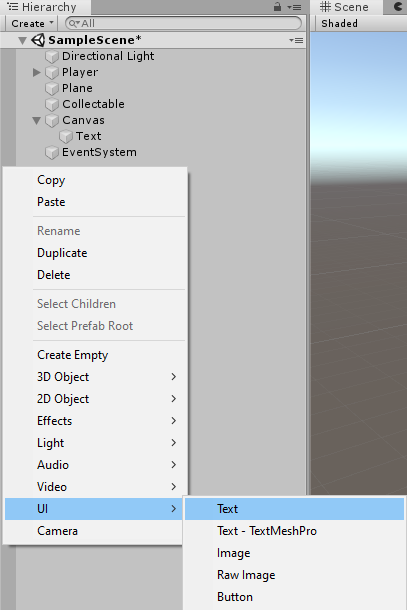 Hierarchy
Create
All
SampleScene*
Directional Light
Player
Plane
Collectable
Canvas
Text
EventSystem
Scene
Shaded
Copy
Paste
Rename
Duplicate
Delete
Select Children
Select Prefab Root
Create Empty
3D Object
2D Object
Effects
Light
Audio
Video
UI
Camera
Text
Text - TextMeshPro
Image
Raw Image
Button